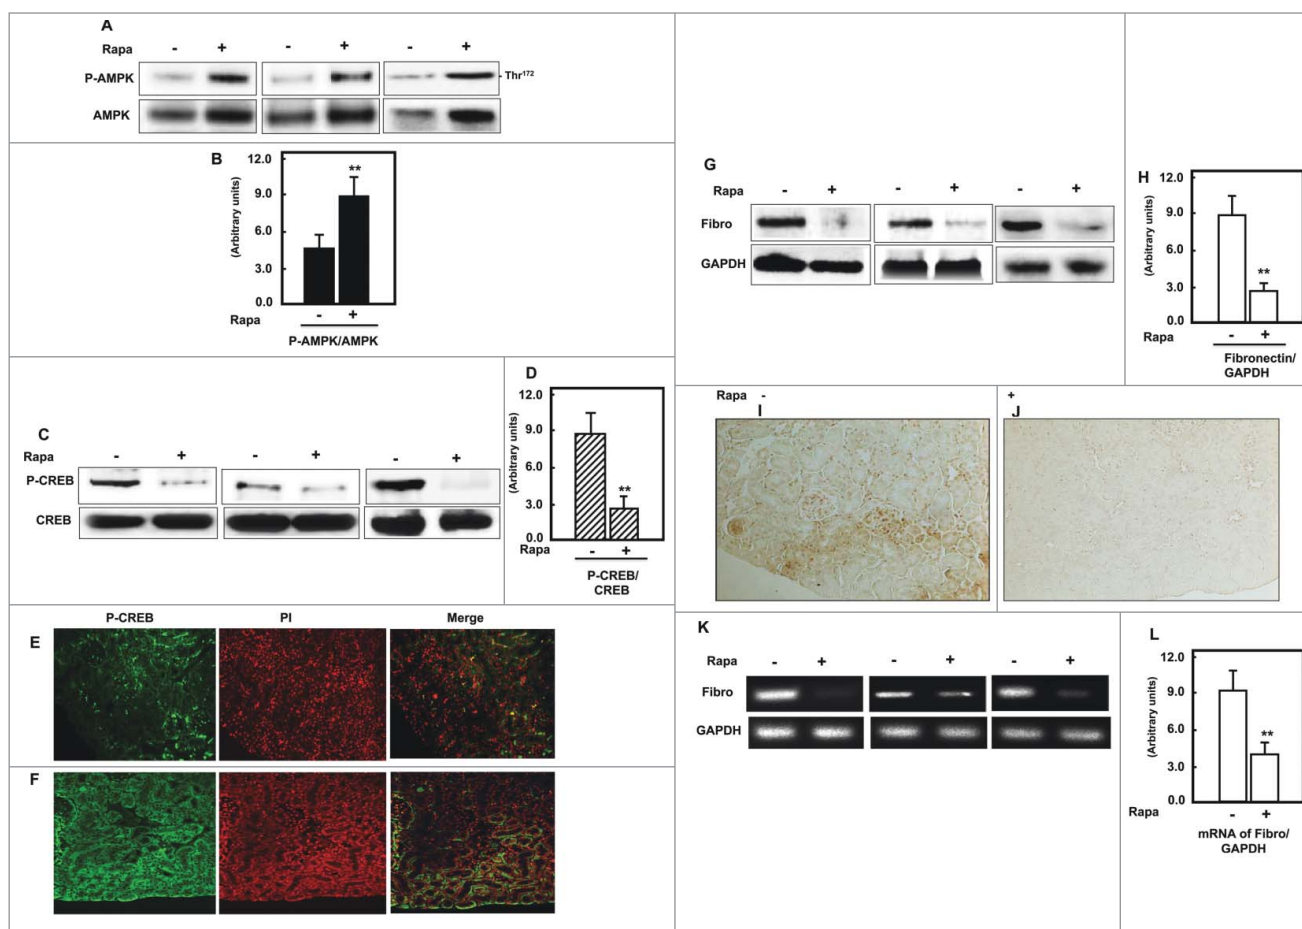 A
Rapa - + - + - +
P-AMPK Thr172
AMPK
B
12.0
9.0
6.0
3.0
0.0
(Arbitrary units)
**
Rapa - +
P-AMPK/AMPK
C
Rapa - + - + - +
P-CREB
CREB
D
12.0
9.0
6.0
3.0
0.0
(Arbitrary units)
**
Rapa - +
P-CREB/
CREB
P-CREB PI Merge
E
F
G
Rapa - + - + - +
Fibro
GAPDH
H
12.0
9.0
6.0
3.0
0.0
(Arbitrary units)
**
Rapa - +
Fibronectin/
GAPDH
Rapa - +
I J
K
Rapa - + - + - +
Fibro
GAPDH
L
12.0
9.0
6.0
3.0
0.0
(Arbitrary units)
**
Rapa - +
mRNA of Fibro/
GAPDH